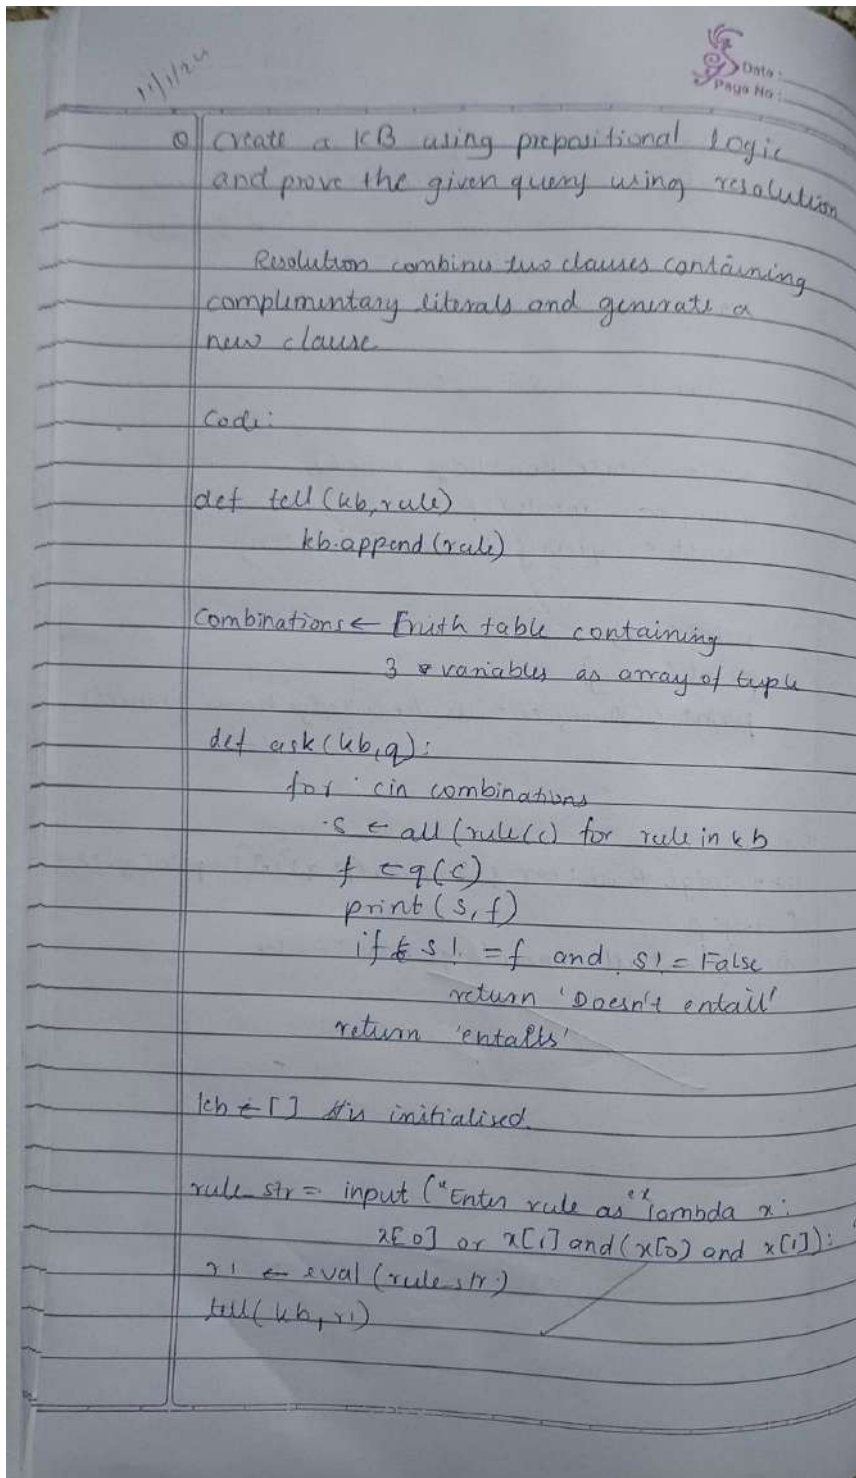 11/1/24
Date:
Page No:
Q Create a KB using prepositional logic
and prove the given query using resolution
Resolution combines two clauses containing
complimentary literals and generate a
new clause
Code:
def tell(kb, rule)
kb.append(rule)
Combinations ← Truth table containing
3 variables as array of tuple
def ask(kb, q):
for c in combinations
s ← all(rule(c) for rule in kb
f ← q(c)
print(s, f)
if s != f and s != False
return 'Doesn't entail'
return 'entails'
kb ← [] initialised.
rule_str = input("Enter rule as "lambda x:
x[0] or x[1] and (x[0] and x[1]):
r1 ← eval(rule_str)
tell(kb, r1)